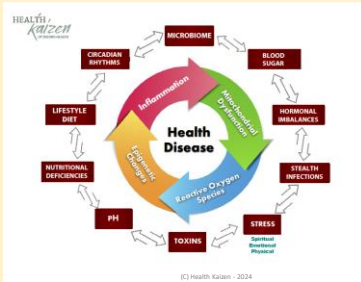 HEALTH
Kaizen
MICROBIOME
CIRCADIAN
RHYTHMS
BLOOD
SUGAR
LIFESTYLE
DIET
HORMONAL
IMBALANCES
NUTRITIONAL
DEFICIENCIES
STEALTH
INFECTIONS
pH
TOXINS
STRESS
Spiritual
Emotional
Physical
Inflammation
Mitochondrial
Dysfunction
Reactive Oxygen
Species
Epigenetic
Changes
Health
Disease
(C) Health Kaizen - 2024